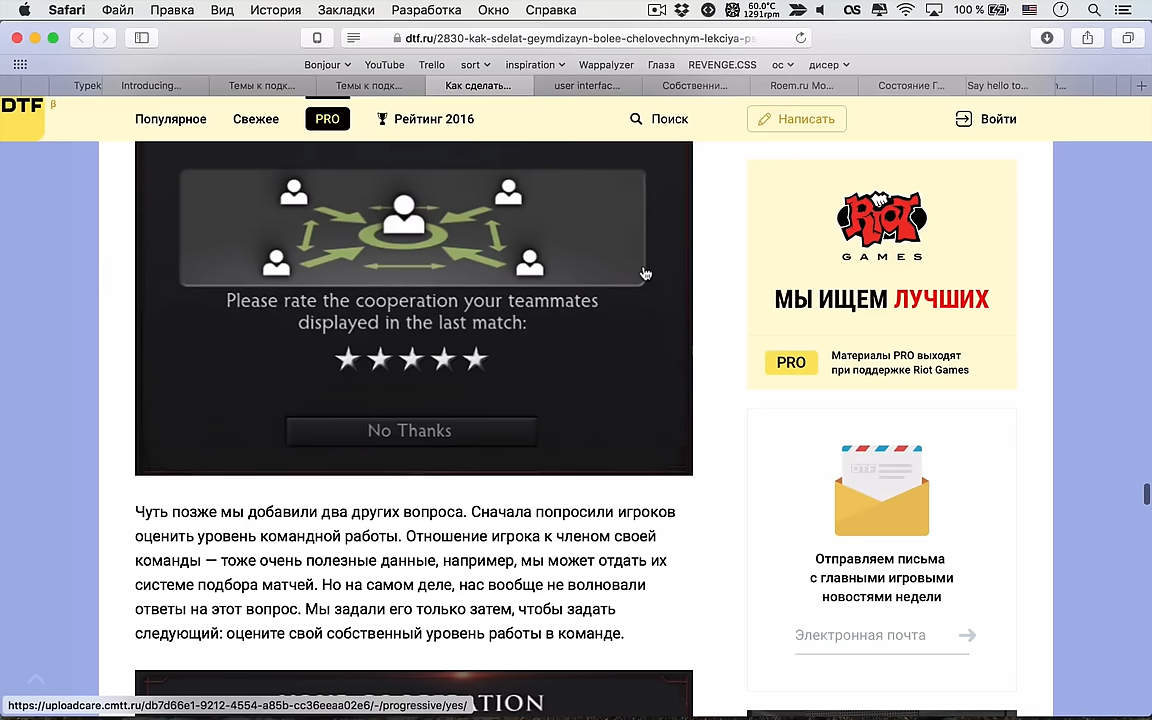 Safari Файл Правка Вид История Закладки Разработка Окно Справка 60.0°C 1291rpm 100 %
dtf.ru/2830-kak-sdelat-geymdizayn-bolee-chelovechnym-lekciya-ps
Bonjour YouTube Trello sort inspiration Wappalyzer Глаза REVENGE.CSS ос дисер
Typek Introducing... Темы к подк... Темы к подк... Как сделать... user interfac... Собственни... Roem.ru Mo... Состояние Г... Say hello to...
DTF β Популярное Свежее PRO Рейтинг 2016 Поиск Написать Войти
Please rate the cooperation your teammates
displayed in the last match:
No Thanks
Чуть позже мы добавили два других вопроса. Сначала попросили игроков
оценить уровень командной работы. Отношение игрока к членом своей
команды — тоже очень полезные данные, например, мы может отдать их
системе подбора матчей. Но на самом деле, нас вообще не волновали
ответы на этот вопрос. Мы задали его только затем, чтобы задать
следующий: оцените свой собственный уровень работы в команде.
RIOT
GAMES
МЫ ИЩЕМ ЛУЧШИХ
PRO
Материалы PRO выходят
при поддержке Riot Games
DTF
Отправляем письма
с главными игровыми
новостями недели
Электронная почта
https://uploadcare.cmtt.ru/db7d66e1-9212-4554-a85b-cc36eeaa02e6/-/progressive/yes/